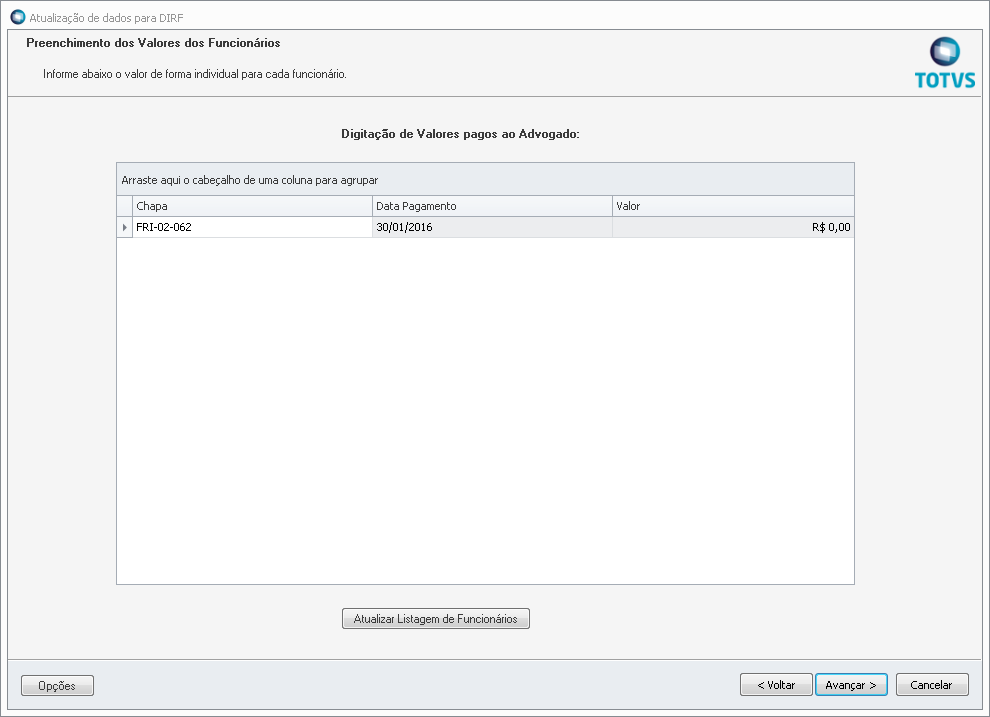 Atualização de dados para DIRF
Preenchimento dos Valores dos Funcionários
Informe abaixo o valor de forma individual para cada funcionário.
TOTVS
Digitação de Valores pagos ao Advogado:
Arraste aqui o cabeçalho de uma coluna para agrupar
Chapa Data Pagamento Valor
FRI-02-062 30/01/2016 R$ 0,00
Atualizar Listagem de Funcionários
Opções < Voltar Avançar > Cancelar